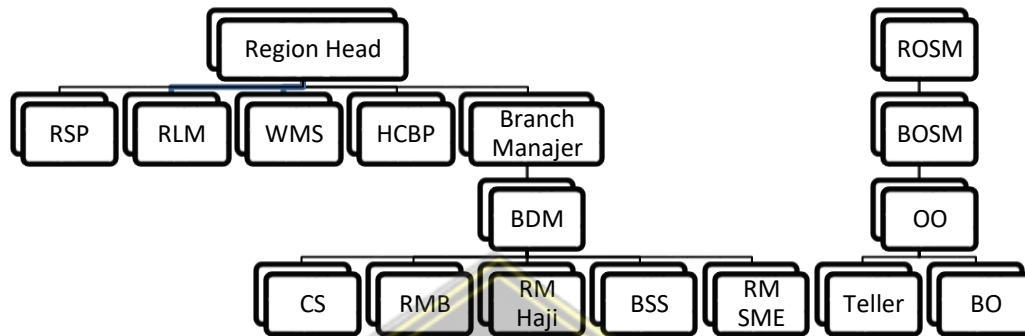 Region Head
ROSM
RSP
RLM
WMS
HCBP
Branch
Manajer
BOSM
BDM
OO
CS
RMB
RM
Haji
BSS
RM
SME
Teller
BO